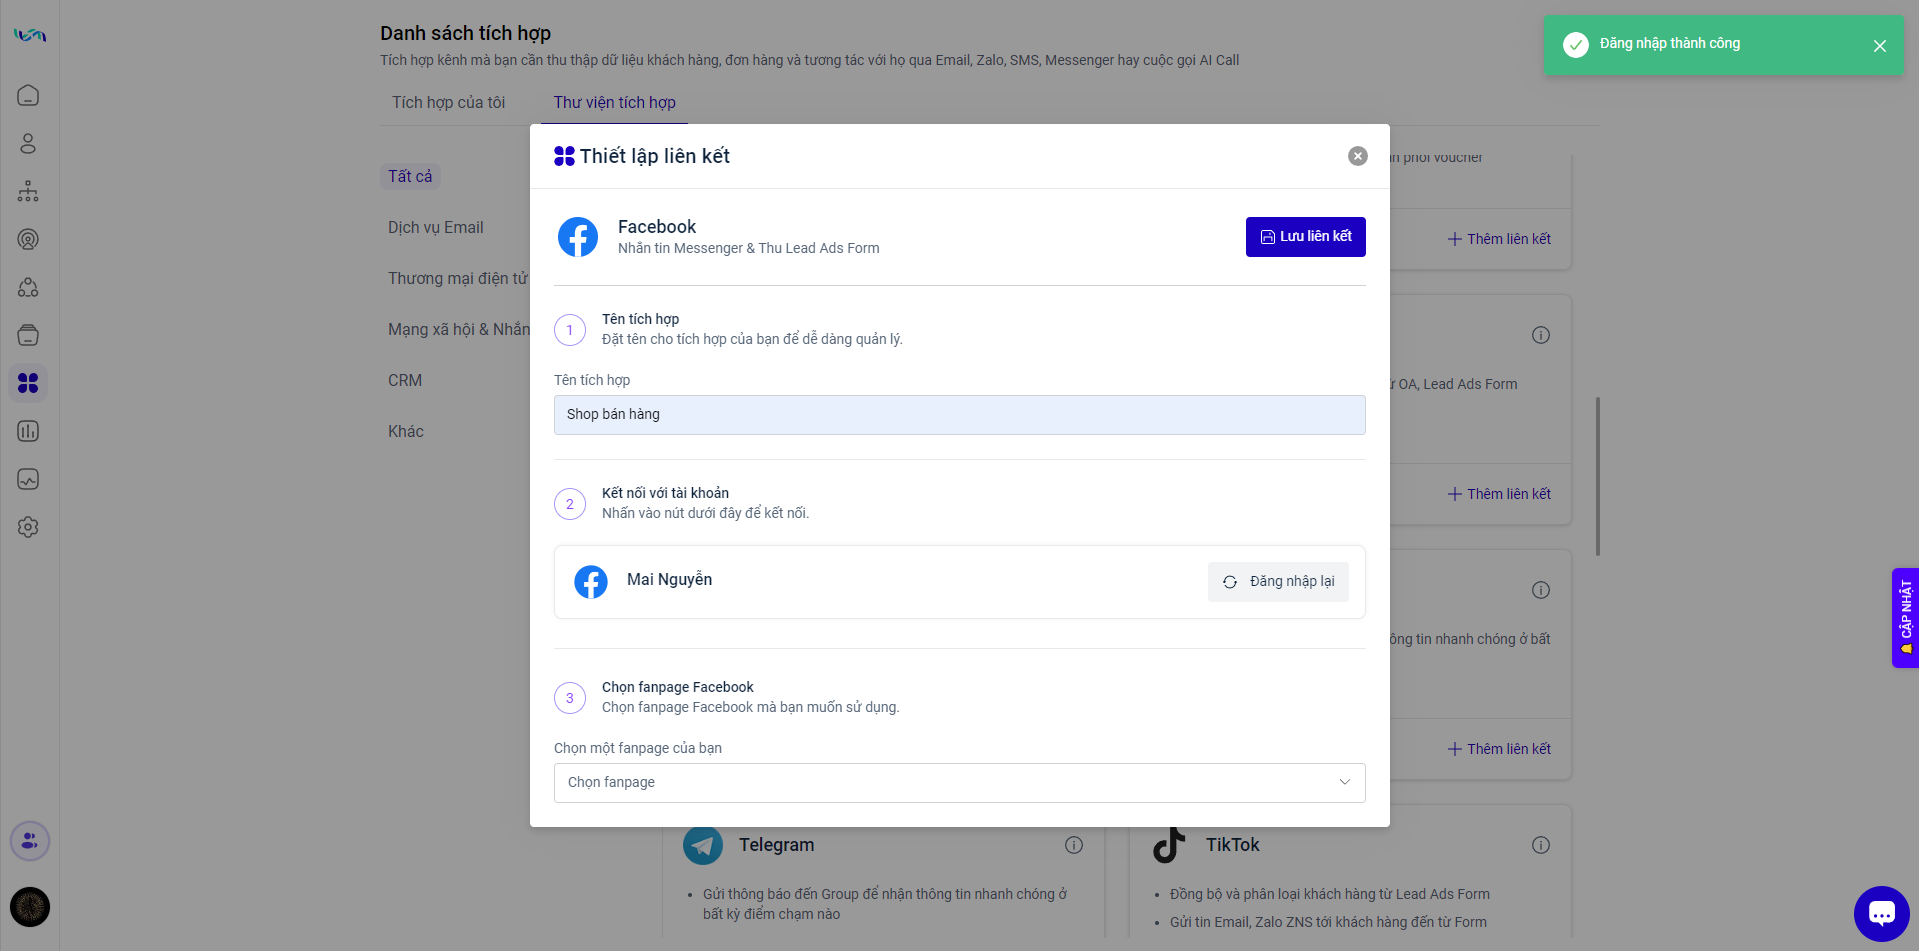 Danh sách tích hợp
Tích hợp kênh mà bạn cần thu thập dữ liệu khách hàng, đơn hàng và tương tác với họ qua Email, Zalo, SMS, Messenger hay cuộc gọi AI Call
Đăng nhập thành công
Tích hợp của tôi
Thư viện tích hợp
Tất cả
Dịch vụ Email
Thương mại điện tử
Mạng xã hội & Nhắn
CRM
Khác
Thiết lập liên kết
Facebook
Nhắn tin Messenger & Thu Lead Ads Form
Lưu liên kết
1
Tên tích hợp
Đặt tên cho tích hợp của bạn để dễ dàng quản lý.
Tên tích hợp
Shop bán hàng
2
Kết nối với tài khoản
Nhấn vào nút dưới đây để kết nối.
Mai Nguyễn
Đăng nhập lại
3
Chọn fanpage Facebook
Chọn fanpage Facebook mà bạn muốn sử dụng.
Chọn một fanpage của bạn
Chọn fanpage
phối voucher
Thêm liên kết
OA, Lead Ads Form
Thêm liên kết
ông tin nhanh chóng ở bất
Thêm liên kết
CẬP NHẬT
Telegram
Gửi thông báo đến Group để nhận thông tin nhanh chóng ở
bất kỳ điểm chạm nào
TikTok
Đồng bộ và phân loại khách hàng từ Lead Ads Form
Gửi tin Email, Zalo ZNS tới khách hàng đến từ Form